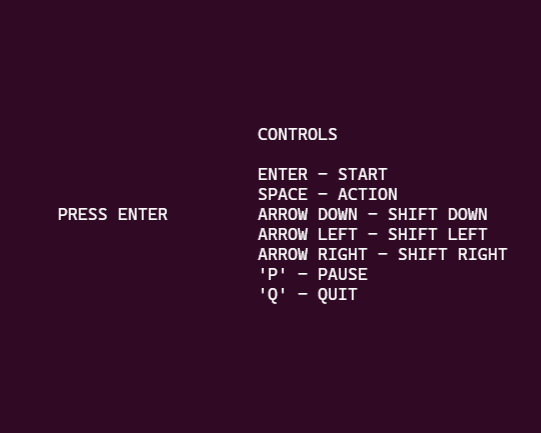 CONTROLS
ENTER – START
SPACE – ACTION
PRESS ENTER
ARROW DOWN – SHIFT DOWN
ARROW LEFT – SHIFT LEFT
ARROW RIGHT – SHIFT RIGHT
'P' – PAUSE
'Q' – QUIT